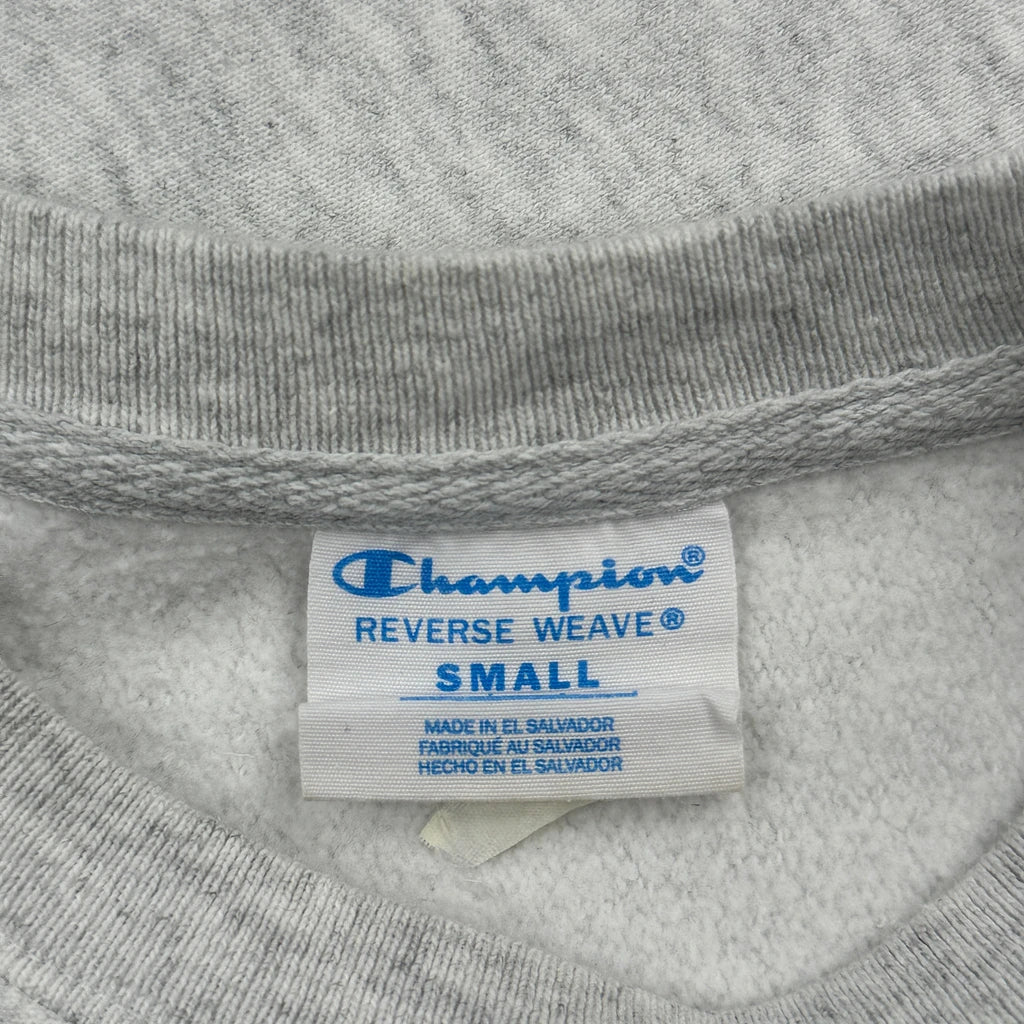 Champion®
REVERSE WEAVE®
SMALL
MADE IN EL SALVADOR
FABRIQUÉ AU SALVADOR
HECHO EN EL SALVADOR